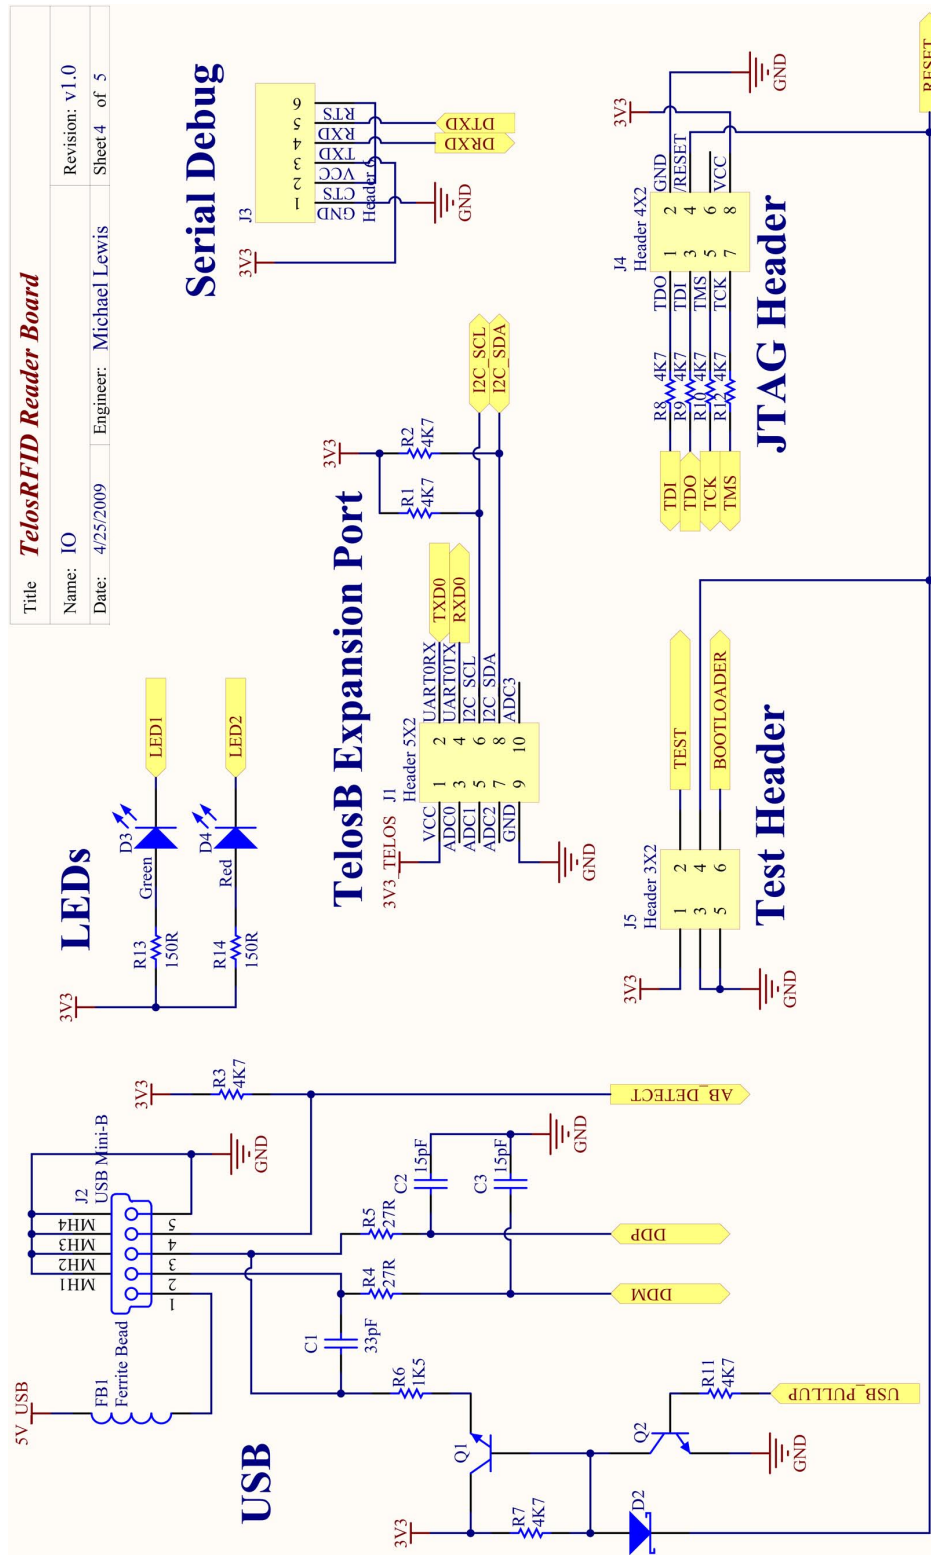 Title TelosRFID Reader Board
Name: IO Revision: v1.0
Date: 4/25/2009 Engineer: Michael Lewis Sheet 4 of 5
USB
5V_USB
FB1
Ferrite Bead
J2
USB Mini-B
MH1
MH2
MH3
MH4
1
2
3
4
5
GND
3V3
R3
4K7
AB_DETECT
C1
33pF
R4
27R
R5
27R
C2
15pF
C3
15pF
GND
DDP
DDM
R6
1K5
Q1
3V3
R7
4K7
D2
Q2
R11
4K7
USB_PULLUP
GND
LEDs
3V3
R13
150R
Green
D3
LED1
R14
150R
Red
D4
LED2
TelosB Expansion Port
3V3_TELOS
J1
Header 5X2
VCC 1 2 UART0RX
ADC0 3 4 UART0TX
ADC1 5 6 I2C_SCL
ADC2 7 8 I2C_SDA
GND 9 10 ADC3
GND
TXD0
RXD0
3V3
R1
4K7
R2
4K7
I2C_SCL
I2C_SDA
Serial Debug
3V3
J3
Header
1 GND
2 CTS
3 VCC
4 TXD
5 RXD
6 RTS
GND
DTXD
DRXD
Test Header
3V3
J5
Header 3X2
1 2
3 4
5 6
GND
TEST
BOOTLOADER
JTAG Header
TDI
TDO
TCK
TMS
R8 4K7
R9 4K7
R10 4K7
R12 4K7
J4
Header 4X2
TDO 1 2 GND
TDI 3 4 /RESET
TMS 5 6 VCC
TCK 7 8
3V3
GND
RESET